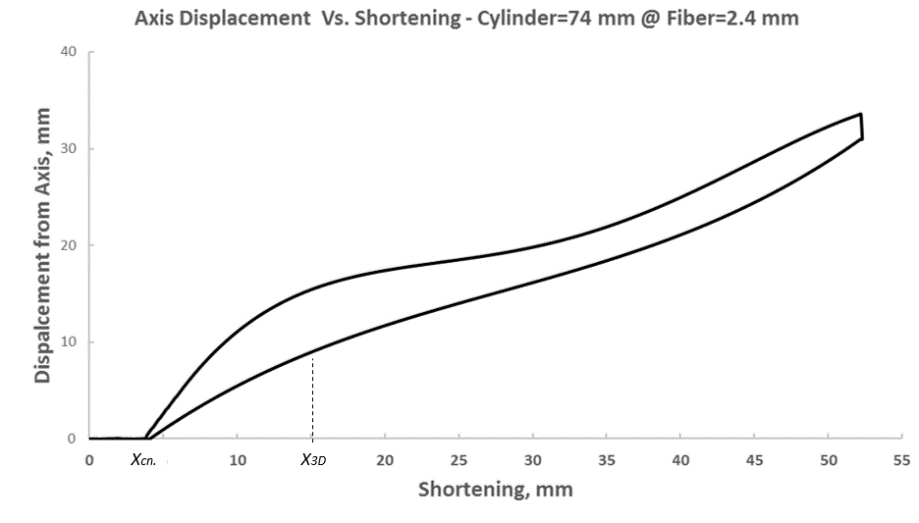 Axis Displacement Vs. Shortening - Cylinder=74 mm @ Fiber=2.4 mm
40
30
20
10
0
Dispalcement from Axis, mm
0 Xcn. 10 X3D 20 25 30 35 40 45 50 55
Shortening, mm